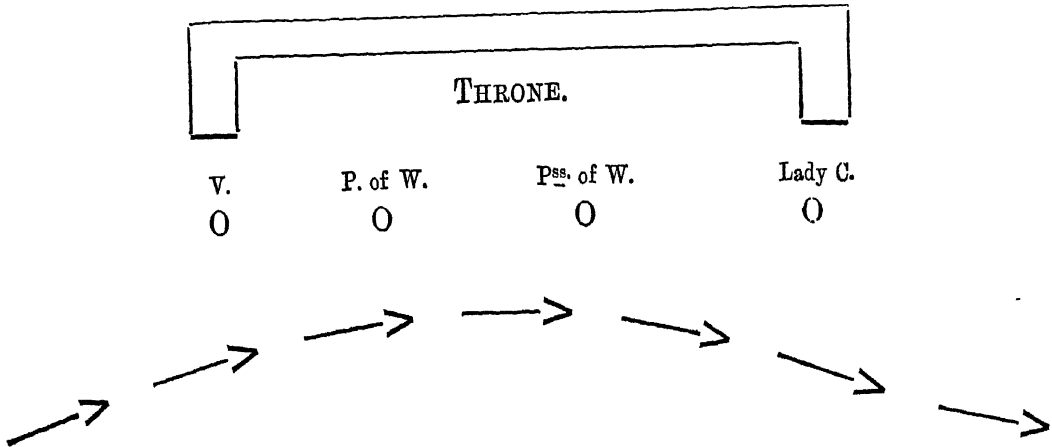 THRONE.
V. P. of W. Pss. of W. Lady C.
O O O O